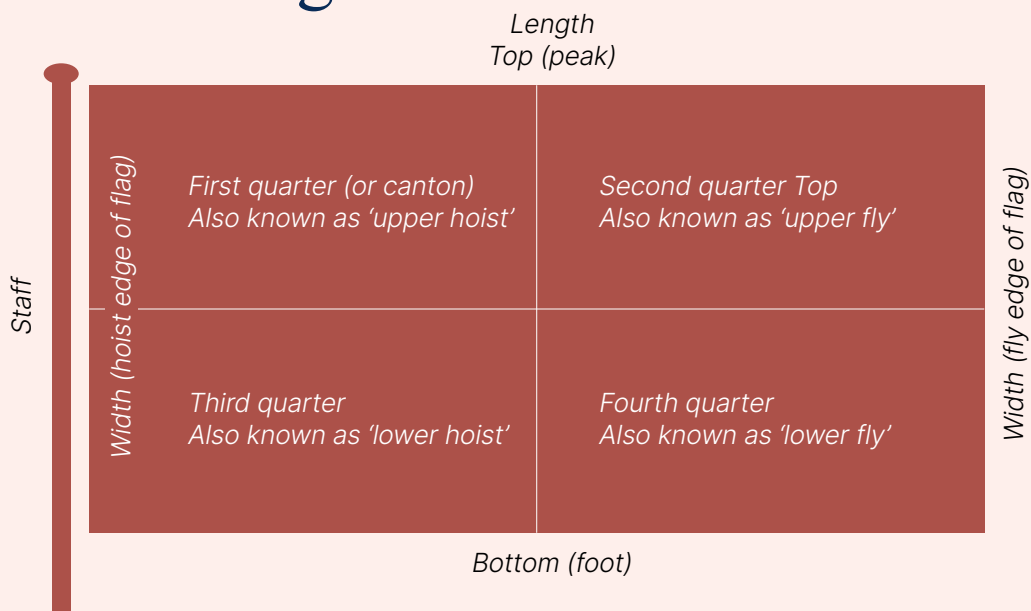 Length
Top (peak)
Staff
Width (hoist edge of flag)
First quarter (or canton)
Also known as ‘upper hoist’
Second quarter Top
Also known as ‘upper fly’
Third quarter
Also known as ‘lower hoist’
Fourth quarter
Also known as ‘lower fly’
Width (fly edge of flag)
Bottom (foot)